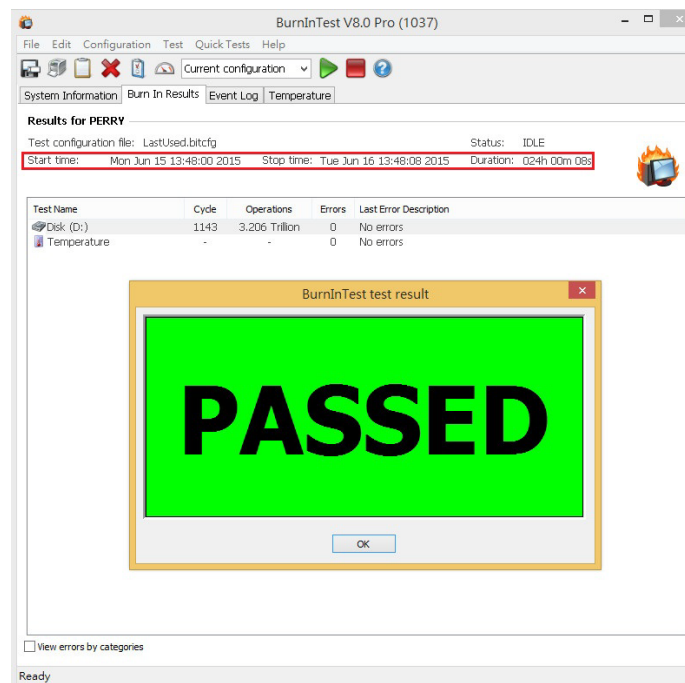 BurnInTest V8.0 Pro (1037)
File Edit Configuration Test Quick Tests Help
Current configuration
System Information Burn In Results Event Log Temperature
Results for PERRY
Test configuration file: LastUsed.bitcfg Status: IDLE
Start time: Mon Jun 15 13:48:00 2015 Stop time: Tue Jun 16 13:48:08 2015 Duration: 024h 00m 08s
Test Name Cycle Operations Errors Last Error Description
Disk (D:) 1143 3.206 Trillion 0 No errors
Temperature - - 0 No errors
BurnInTest test result
PASSED
OK
View errors by categories
Ready